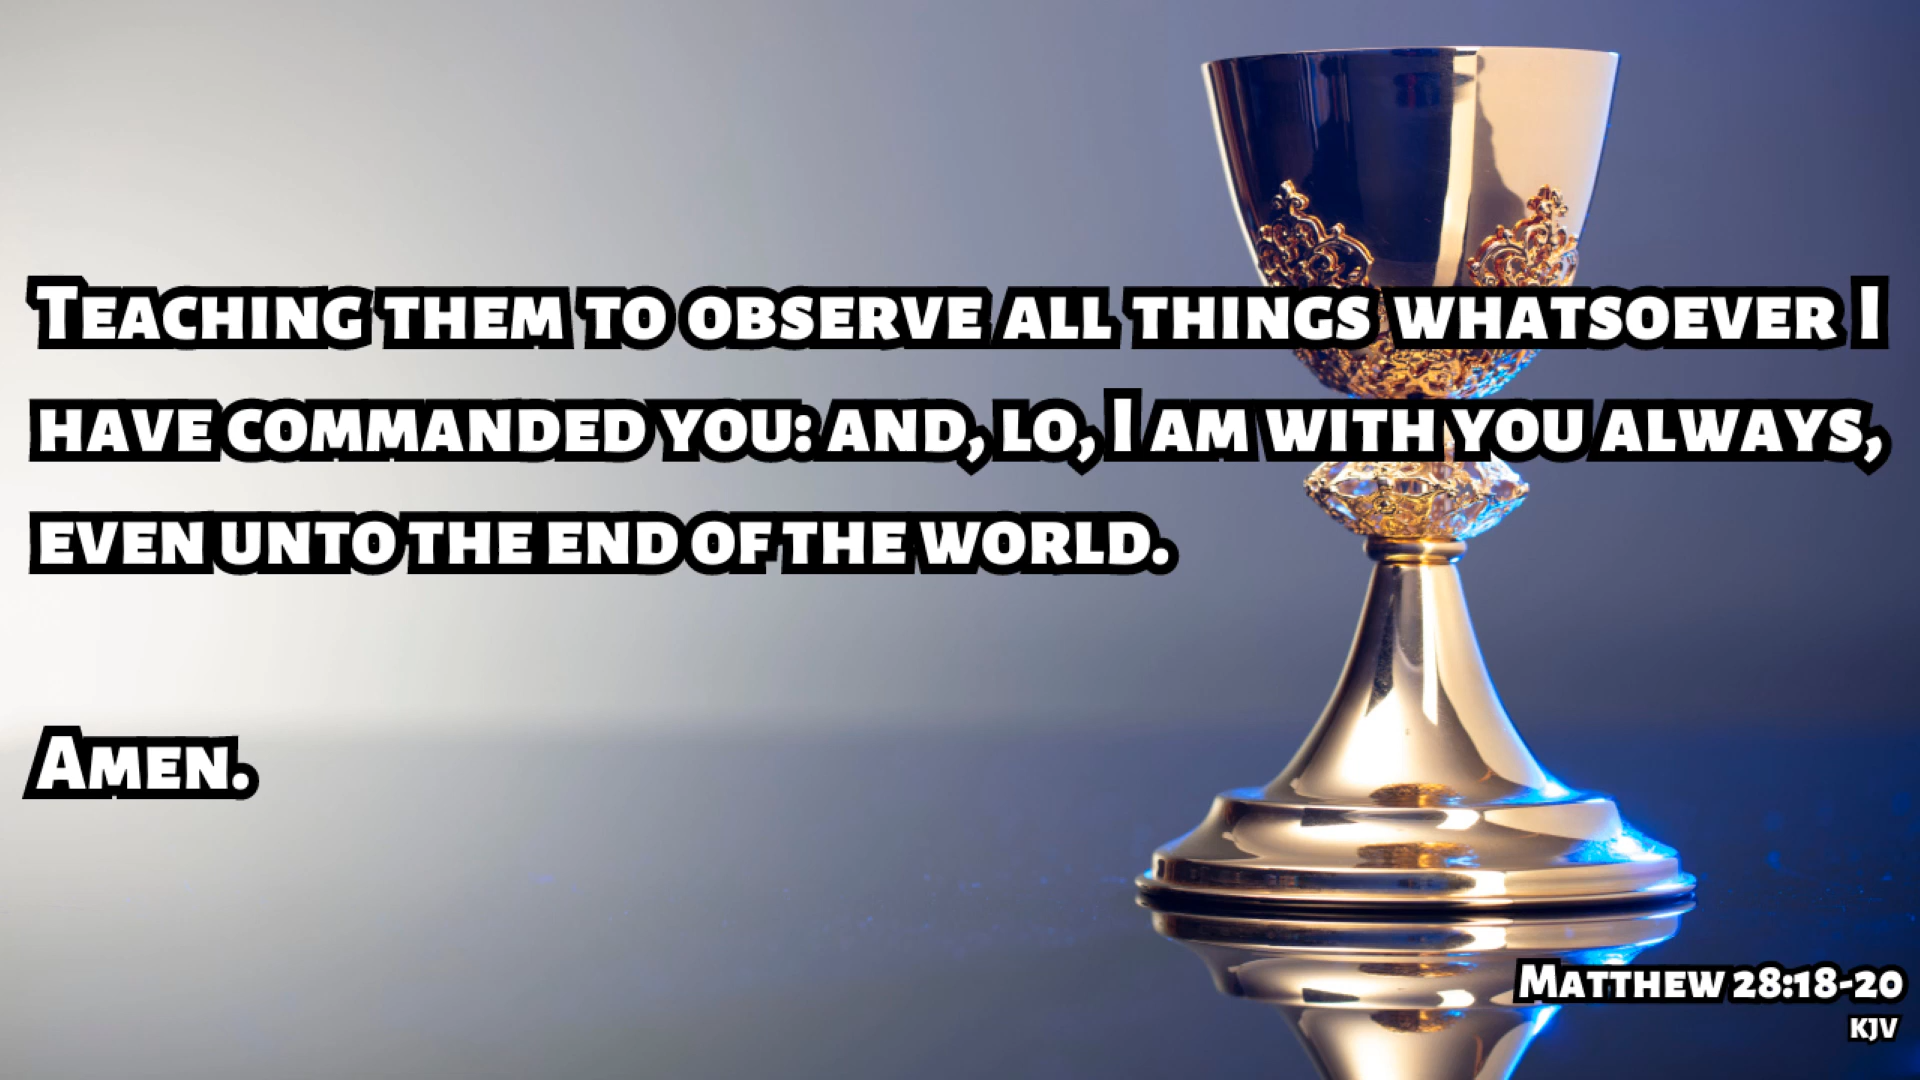 Teaching them to observe all things whatsoever I
have commanded you: and, lo, I am with you always,
even unto the end of the world.
Amen.
Matthew 28:18-20
KJV